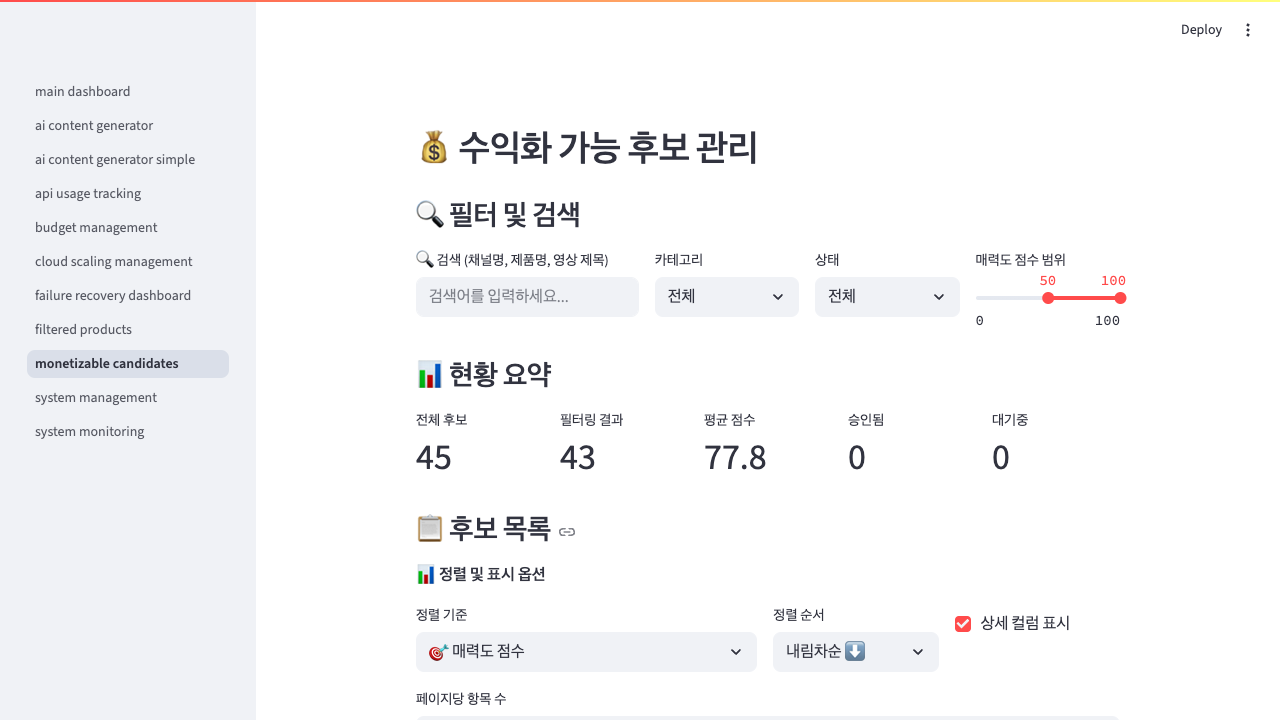 Deploy
main dashboard
ai content generator
ai content generator simple
api usage tracking
budget management
cloud scaling management
failure recovery dashboard
filtered products
monetizable candidates
system management
system monitoring
💰 수익화 가능 후보 관리
🔍 필터 및 검색
🔍 검색 (채널명, 제품명, 영상 제목)
카테고리
상태
매력도 점수 범위
검색어를 입력하세요...
전체
전체
50
100
0
100
📊 현황 요약
전체 후보
필터링 결과
평균 점수
승인됨
대기중
45
43
77.8
0
0
📋 후보 목록
📊 정렬 및 표시 옵션
정렬 기준
정렬 순서
상세 컬럼 표시
🎯 매력도 점수
내림차순 ⬇️
페이지당 항목 수